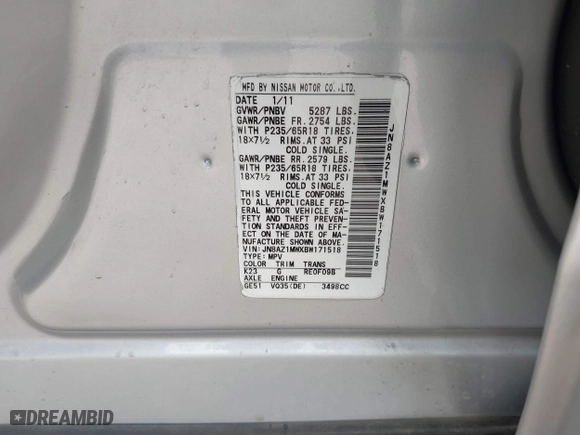 MFD BY NISSAN MOTOR CO.,LTD.
DATE 1/11
GVWR/PNBV 5287 LBS.
GAWR/PNBE FR. 2754 LBS.
WITH P235/65R18 TIRES,
18×7½ RIMS.AT 33 PSI
COLD SINGLE.
GAWR/PNBE RR. 2579 LBS.
WITH P235/65R18 TIRES,
18×7½ RIMS.AT 33 PSI
COLD SINGLE.
THIS VEHICLE CONFORMS
TO ALL APPLICABLE FED-
ERAL MOTOR VEHICLE SA-
FETY AND THEFT PREVEN-
TION STANDARDS IN EFF-
ECT ON THE DATE OF MA-
NUFACTURE SHOWN ABOVE.
VIN: JN8AZ1MWXBW171518
TYPE: MPV
COLOR TRIM TRANS
K23 G RE0F09B
AXLE ENGINE
GE51 VQ35(DE) 3498CC
JN8AZ1MWXBW171518
DREAMBID